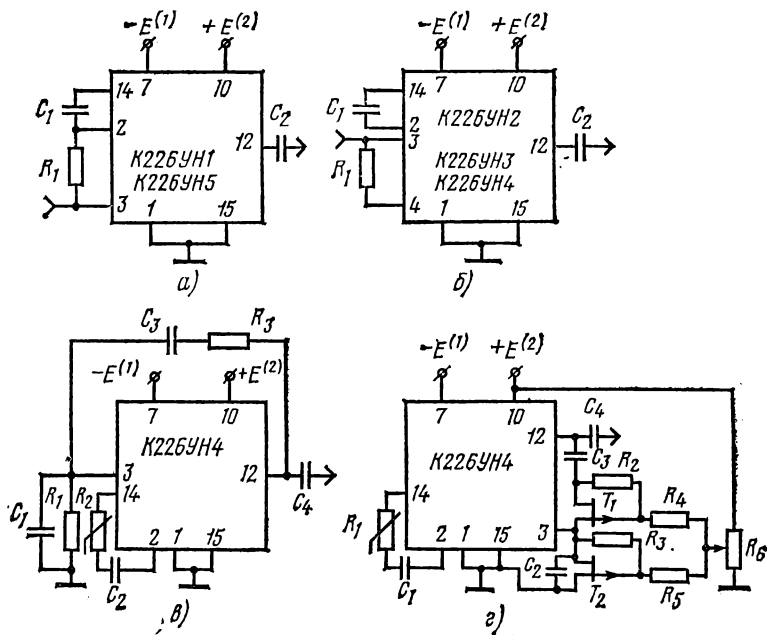 −E⁽¹⁾ +E⁽²⁾
7 10
14
C₁
2
12 C₂
R₁
К226УН1
К226УН5
3 1 15
а)
−E⁽¹⁾ +E⁽²⁾
7 10
14
C₁
К226УН2
2
3 12 C₂
R₁
К226УН3
К226УН4
4 1 15
б)
C₃ R₃
−E⁽¹⁾ +E⁽²⁾
7 10
К226УН4
3 12
C₁ R₁ R₂ 14 C₄
2 1 15
C₂
в)
−E⁽¹⁾ +E⁽²⁾
7 10
12 C₄
К226УН4
C₃ R₂
14 T₁ R₄
R₁ 3 R₃ R₆
2 1 15 C₂
C₁ T₂ R₅
г)